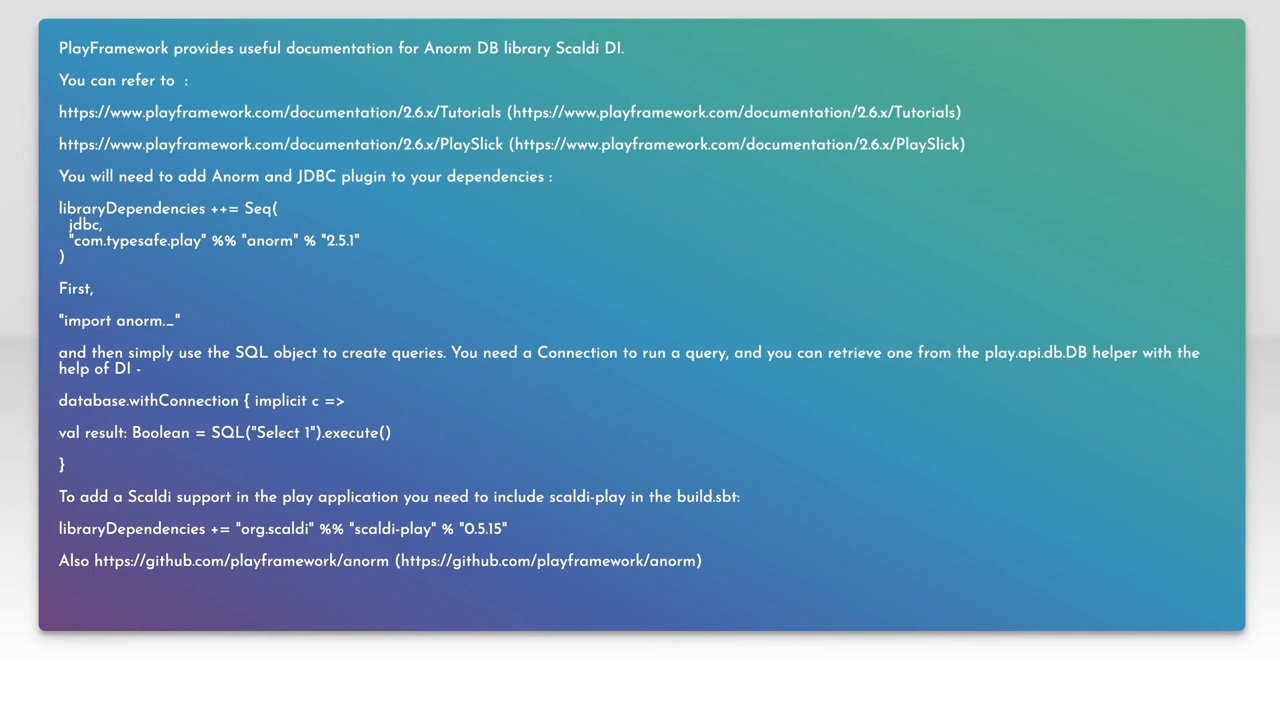 PlayFramework provides useful documentation for Anorm DB library Scaldi DI.
You can refer to  :
https://www.playframework.com/documentation/2.6.x/Tutorials (https://www.playframework.com/documentation/2.6.x/Tutorials)
https://www.playframework.com/documentation/2.6.x/PlaySlick (https://www.playframework.com/documentation/2.6.x/PlaySlick)
You will need to add Anorm and JDBC plugin to your dependencies :
libraryDependencies ++= Seq(
  jdbc,
  "com.typesafe.play" %% "anorm" % "2.5.1"
)
First,
"import anorm._"
and then simply use the SQL object to create queries. You need a Connection to run a query, and you can retrieve one from the play.api.db.DB helper with the
help of DI -
database.withConnection { implicit c =>
val result: Boolean = SQL("Select 1").execute()
}
To add a Scaldi support in the play application you need to include scaldi-play in the build.sbt:
libraryDependencies += "org.scaldi" %% "scaldi-play" % "0.5.15"
Also https://github.com/playframework/anorm (https://github.com/playframework/anorm)